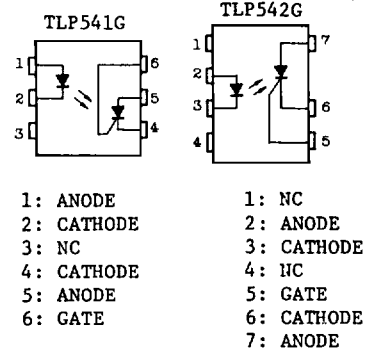 TLP541G
1
2
3
6
5
4
1: ANODE
2: CATHODE
3: NC
4: CATHODE
5: ANODE
6: GATE
TLP542G
1
2
3
4
7
6
5
1: NC
2: ANODE
3: CATHODE
4: NC
5: GATE
6: CATHODE
7: ANODE